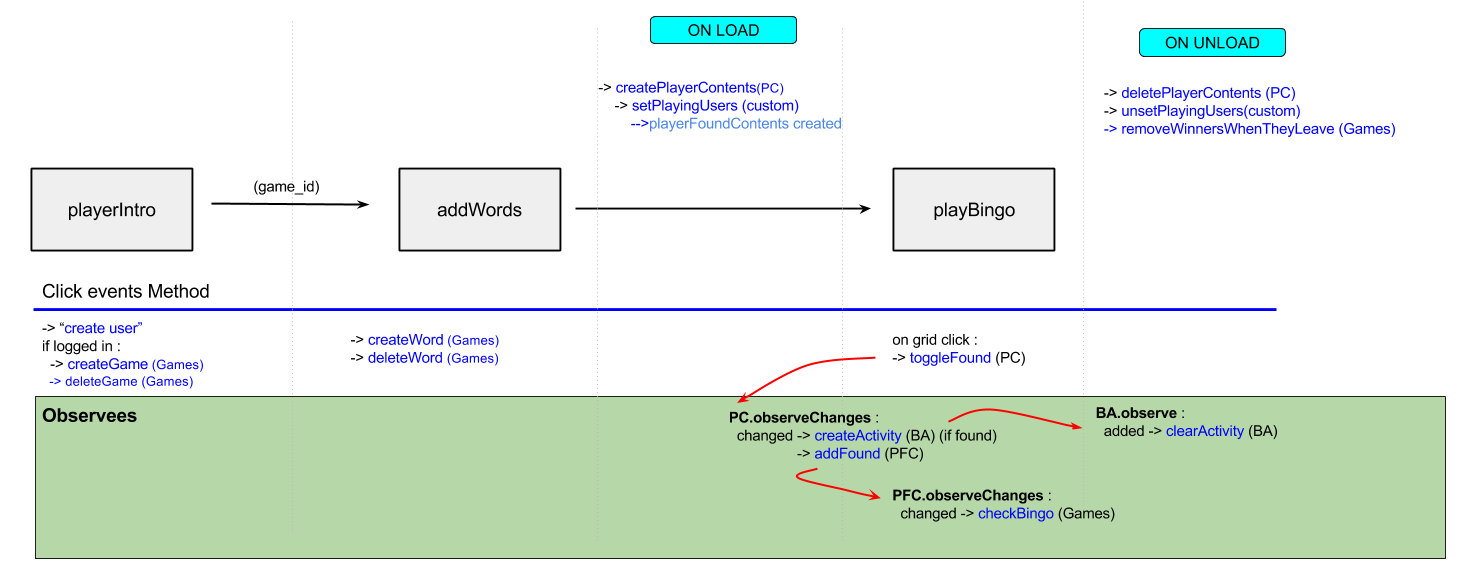 ON LOAD
ON UNLOAD
-> createPlayerContents(PC)
-> setPlayingUsers (custom)
-->playerFoundContents created
-> deletePlayerContents (PC)
-> unsetPlayingUsers(custom)
-> removeWinnersWhenTheyLeave (Games)
playerIntro
(game_id)
addWords
playBingo
Click events Method
-> “create user”
if logged in :
-> createGame (Games)
-> deleteGame (Games)
-> createWord (Games)
-> deleteWord (Games)
on grid click :
-> toggleFound (PC)
Observees
PC.observeChanges :
changed -> createActivity (BA) (if found)
-> addFound (PFC)
BA.observe :
added -> clearActivity (BA)
PFC.observeChanges :
changed -> checkBingo (Games)